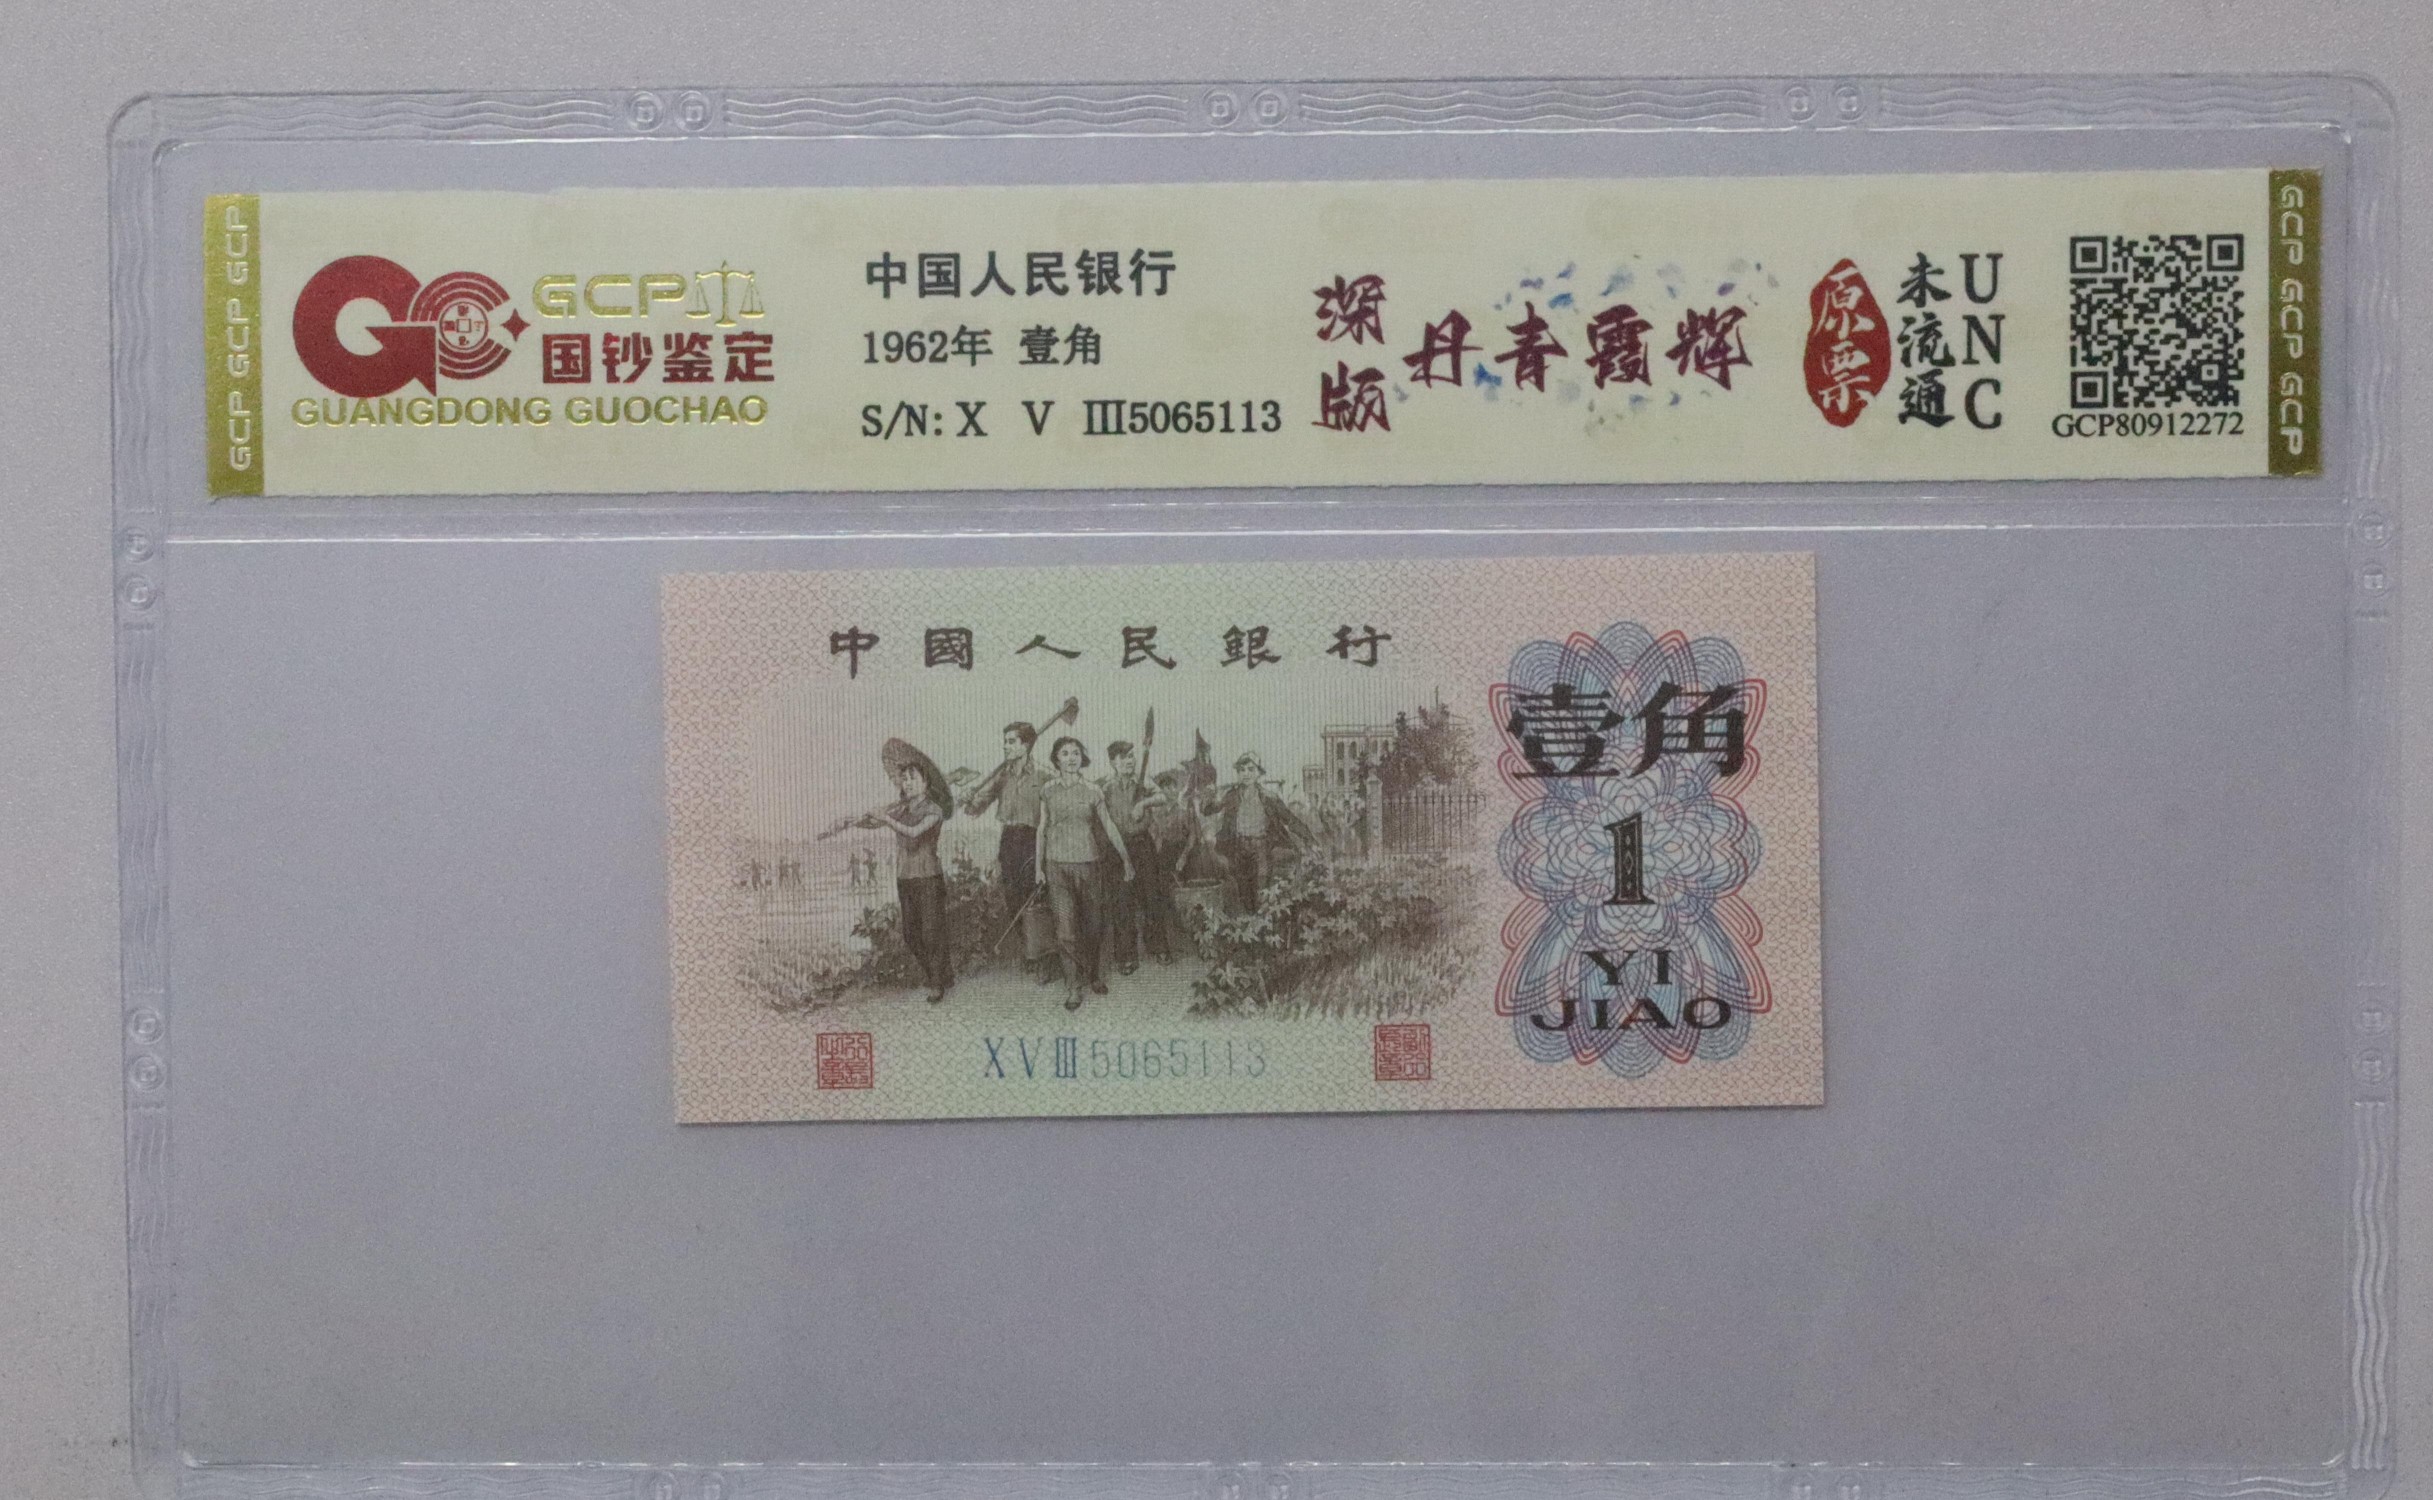 GCP GCP GCP
GCP
国钞鉴定
GUANGDONG GUOCHAO
中国人民银行
1962年 壹角
S/N: X V III5065113
深版
丹青霞辉
原票
未流通
UNC
GCP80912272
GCP GCP GCP
中國人民銀行
壹角
1
YI
JIAO
X V III 5065113